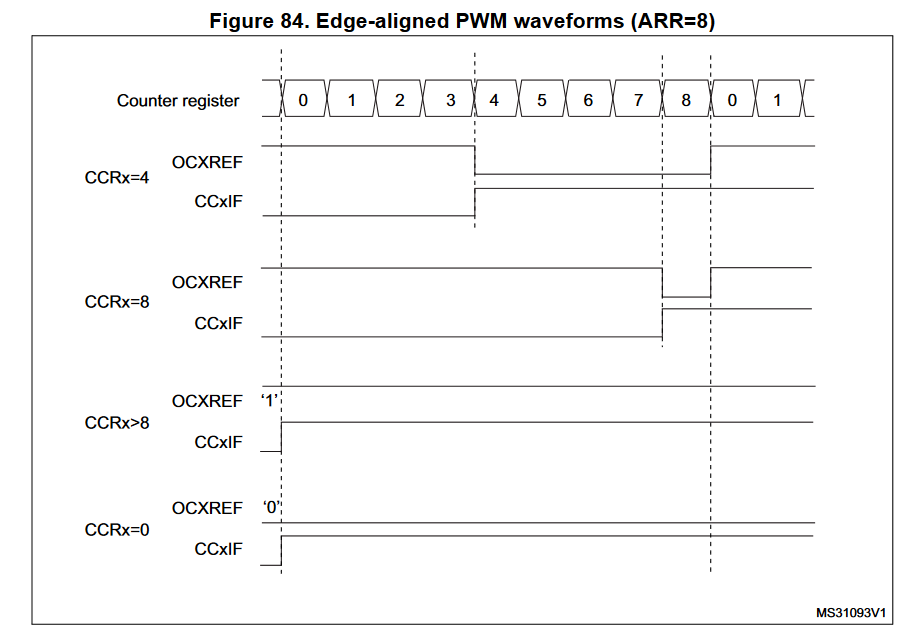 Figure 84. Edge-aligned PWM waveforms (ARR=8)
Counter register 0 1 2 3 4 5 6 7 8 0 1
OCXREF
CCRx=4
CCxIF
OCXREF
CCRx=8
CCxIF
OCXREF ‘1’
CCRx>8
CCxIF
OCXREF ‘0’
CCRx=0
CCxIF
MS31093V1